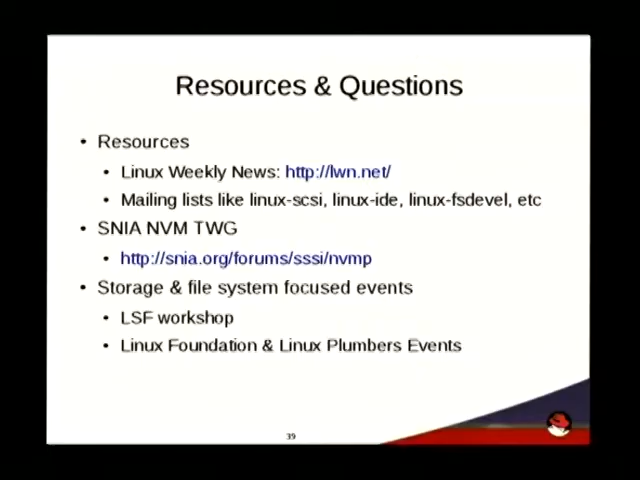 Resources & Questions
• Resources
• Linux Weekly News: http://lwn.net/
• Mailing lists like linux-scsi, linux-ide, linux-fsdevel, etc
• SNIA NVM TWG
• http://snia.org/forums/sssi/nvmp
• Storage & file system focused events
• LSF workshop
• Linux Foundation & Linux Plumbers Events
39